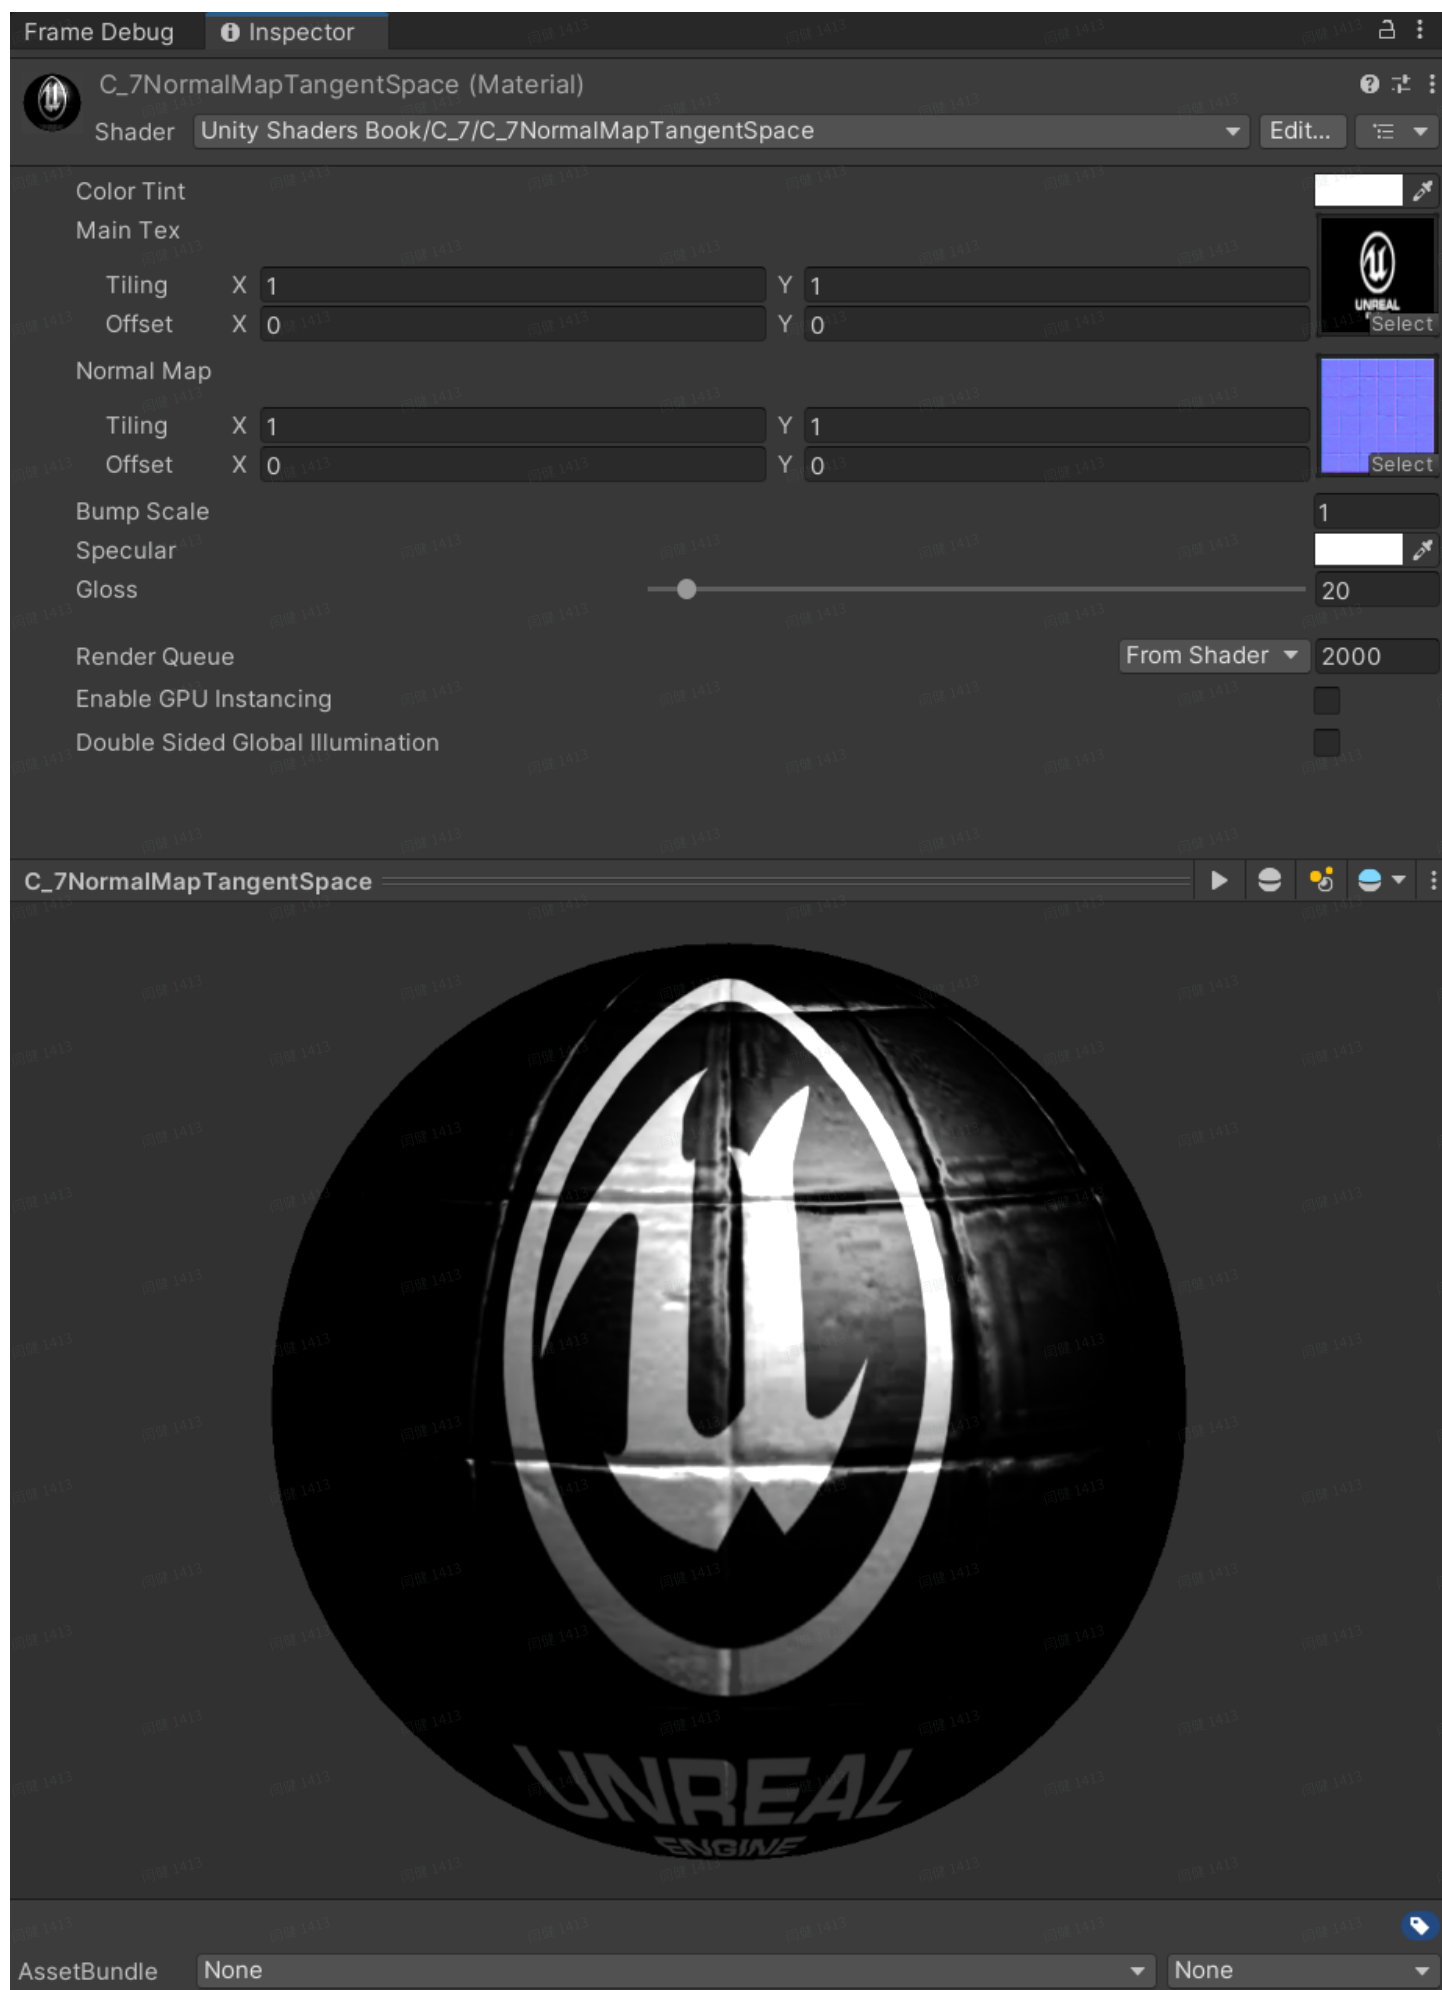 Frame Debug Inspector
C_7NormalMapTangentSpace (Material)
Shader Unity Shaders Book/C_7/C_7NormalMapTangentSpace Edit...
Color Tint
Main Tex
Tiling X 1 Y 1
Offset X 0 Y 0
UNREAL
Select
Normal Map
Tiling X 1 Y 1
Offset X 0 Y 0
Select
Bump Scale 1
Specular
Gloss 20
Render Queue From Shader 2000
Enable GPU Instancing
Double Sided Global Illumination
C_7NormalMapTangentSpace
UNREAL
ENGINE
AssetBundle None None